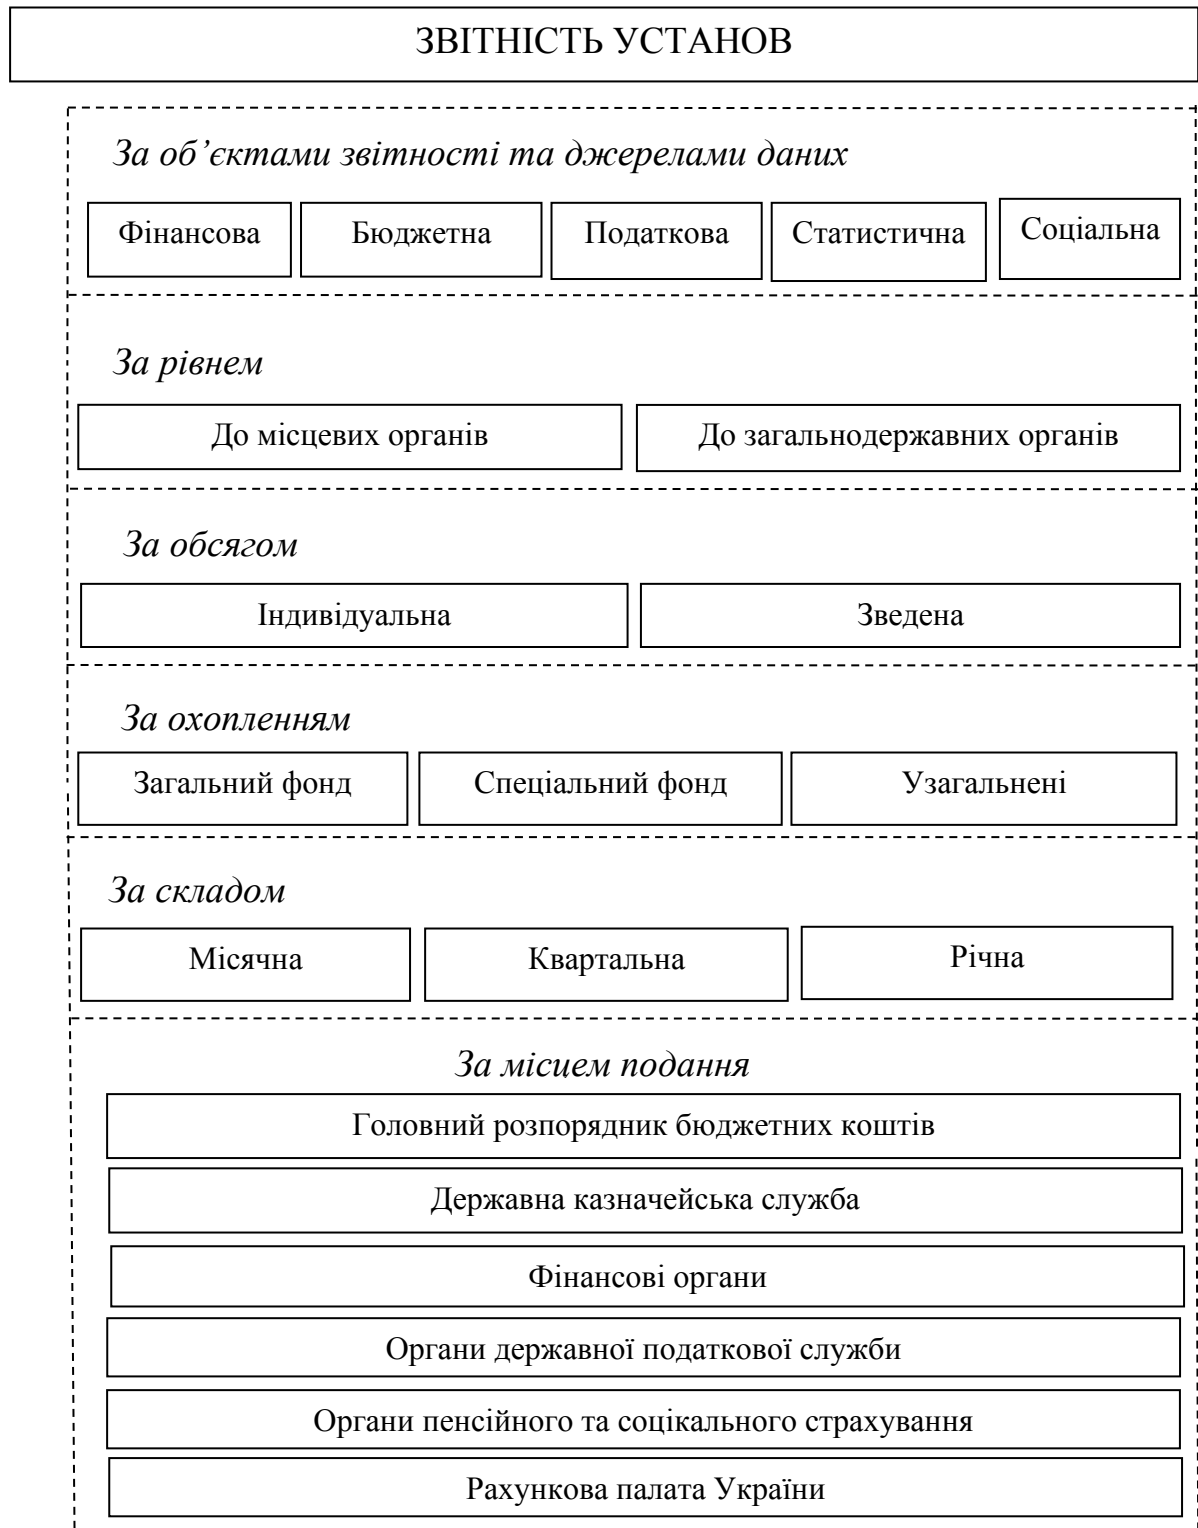 ЗВІТНІСТЬ УСТАНОВ
За об’єктами звітності та джерелами даних
Фінансова
Бюджетна
Податкова
Статистична
Соціальна
За рівнем
До місцевих органів
До загальнодержавних органів
За обсягом
Індивідуальна
Зведена
За охопленням
Загальний фонд
Спеціальний фонд
Узагальнені
За складом
Місячна
Квартальна
Річна
За місцем подання
Головний розпорядник бюджетних коштів
Державна казначейська служба
Фінансові органи
Органи державної податкової служби
Органи пенсійного та соцікального страхування
Рахункова палата України